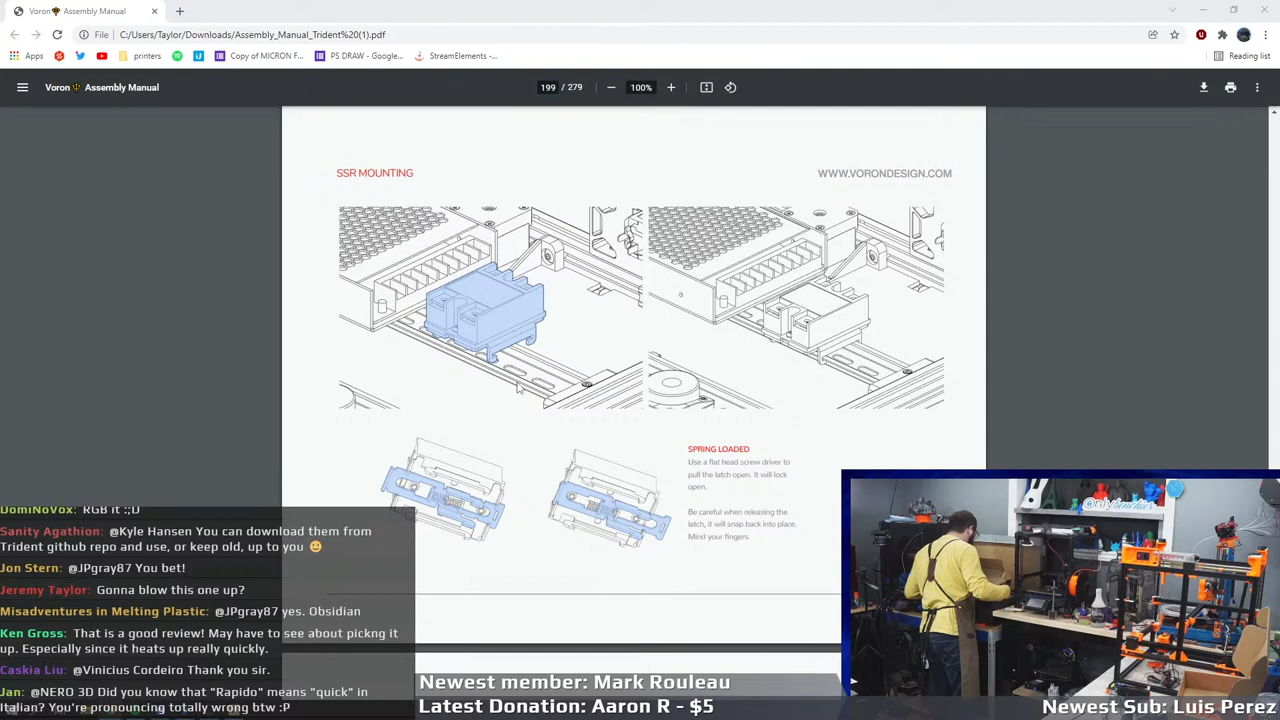 Voron Assembly Manual
File
C:/Users/Taylor/Downloads/Assembly_Manual_Trident%20(1).pdf
Apps
printers
Copy of MICRON F...
PS DRAW - Google...
StreamElements -...
Reading list
Voron Assembly Manual
199 / 279
100%
SSR MOUNTING
WWW.VORONDESIGN.COM
SPRING LOADED
Use a flat head screw driver to
pull the latch open. It will lock
open.
Be careful when releasing the
latch, it will snap back into place.
Mind your fingers.
DomiNoVox: RGB it :;D
Sanity Agathion: @Kyle Hansen You can download them from
Trident github repo and use, or keep old, up to you 🙂
Jon Stern: @JPgray87 You bet!
Jeremy Taylor: Gonna blow this one up?
Misadventures in Melting Plastic: @JPgray87 yes. Obsidian
Ken Gross: That is a good review! May have to see about pickng it
up. Especially since it heats up really quickly.
Caskia Liu: @Vinicius Cordeiro Thank you sir.
Jan: @NERO 3D Did you know that "Rapido" means "quick" in
Italian? You're pronouncing totally wrong btw :P
Newest member: Mark Rouleau
Latest Donation: Aaron R - $5
Newest Sub: Luis Perez
@onlybenchies